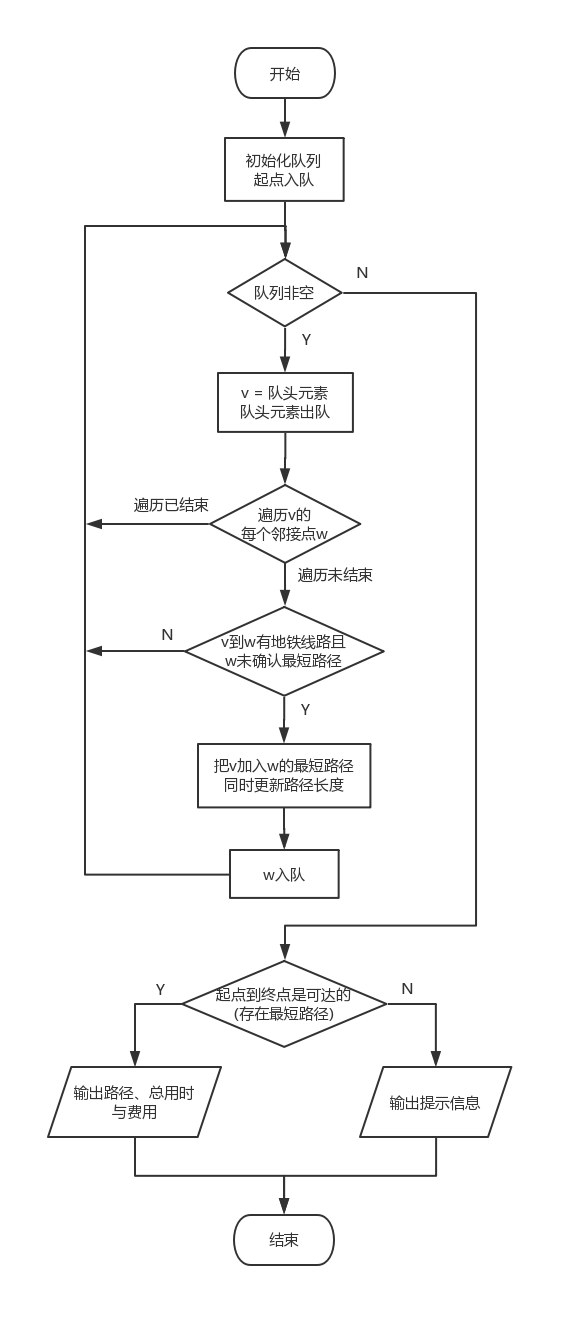 开始
初始化队列
起点入队
队列非空
N
Y
v = 队头元素
队头元素出队
遍历已结束
遍历v的
每个邻接点w
遍历未结束
N
v到w有地铁线路且
w未确认最短路径
Y
把v加入w的最短路径
同时更新路径长度
w入队
Y
起点到终点是可达的
(存在最短路径)
N
输出路径、总用时
与费用
输出提示信息
结束